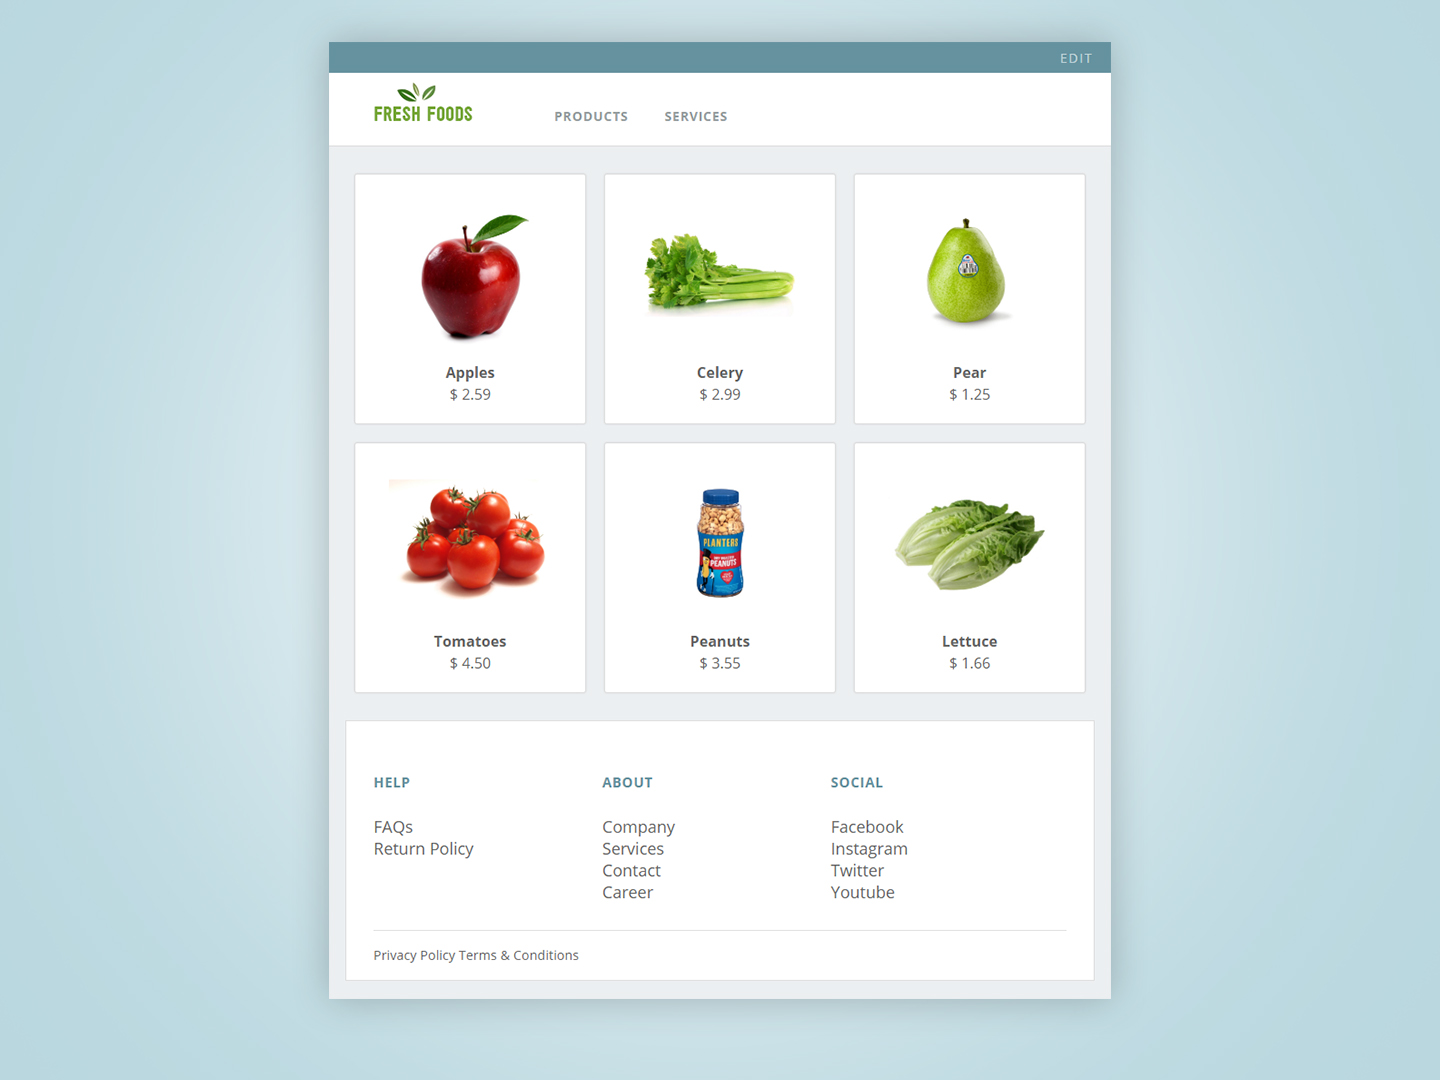 EDIT
FRESH FOODS
PRODUCTS SERVICES
Apples
$ 2.59
Celery
$ 2.99
Pear
$ 1.25
Tomatoes
$ 4.50
PLANTERS
PEANUTS
Peanuts
$ 3.55
Lettuce
$ 1.66
HELP
FAQs
Return Policy
ABOUT
Company
Services
Contact
Career
SOCIAL
Facebook
Instagram
Twitter
Youtube
Privacy Policy Terms & Conditions